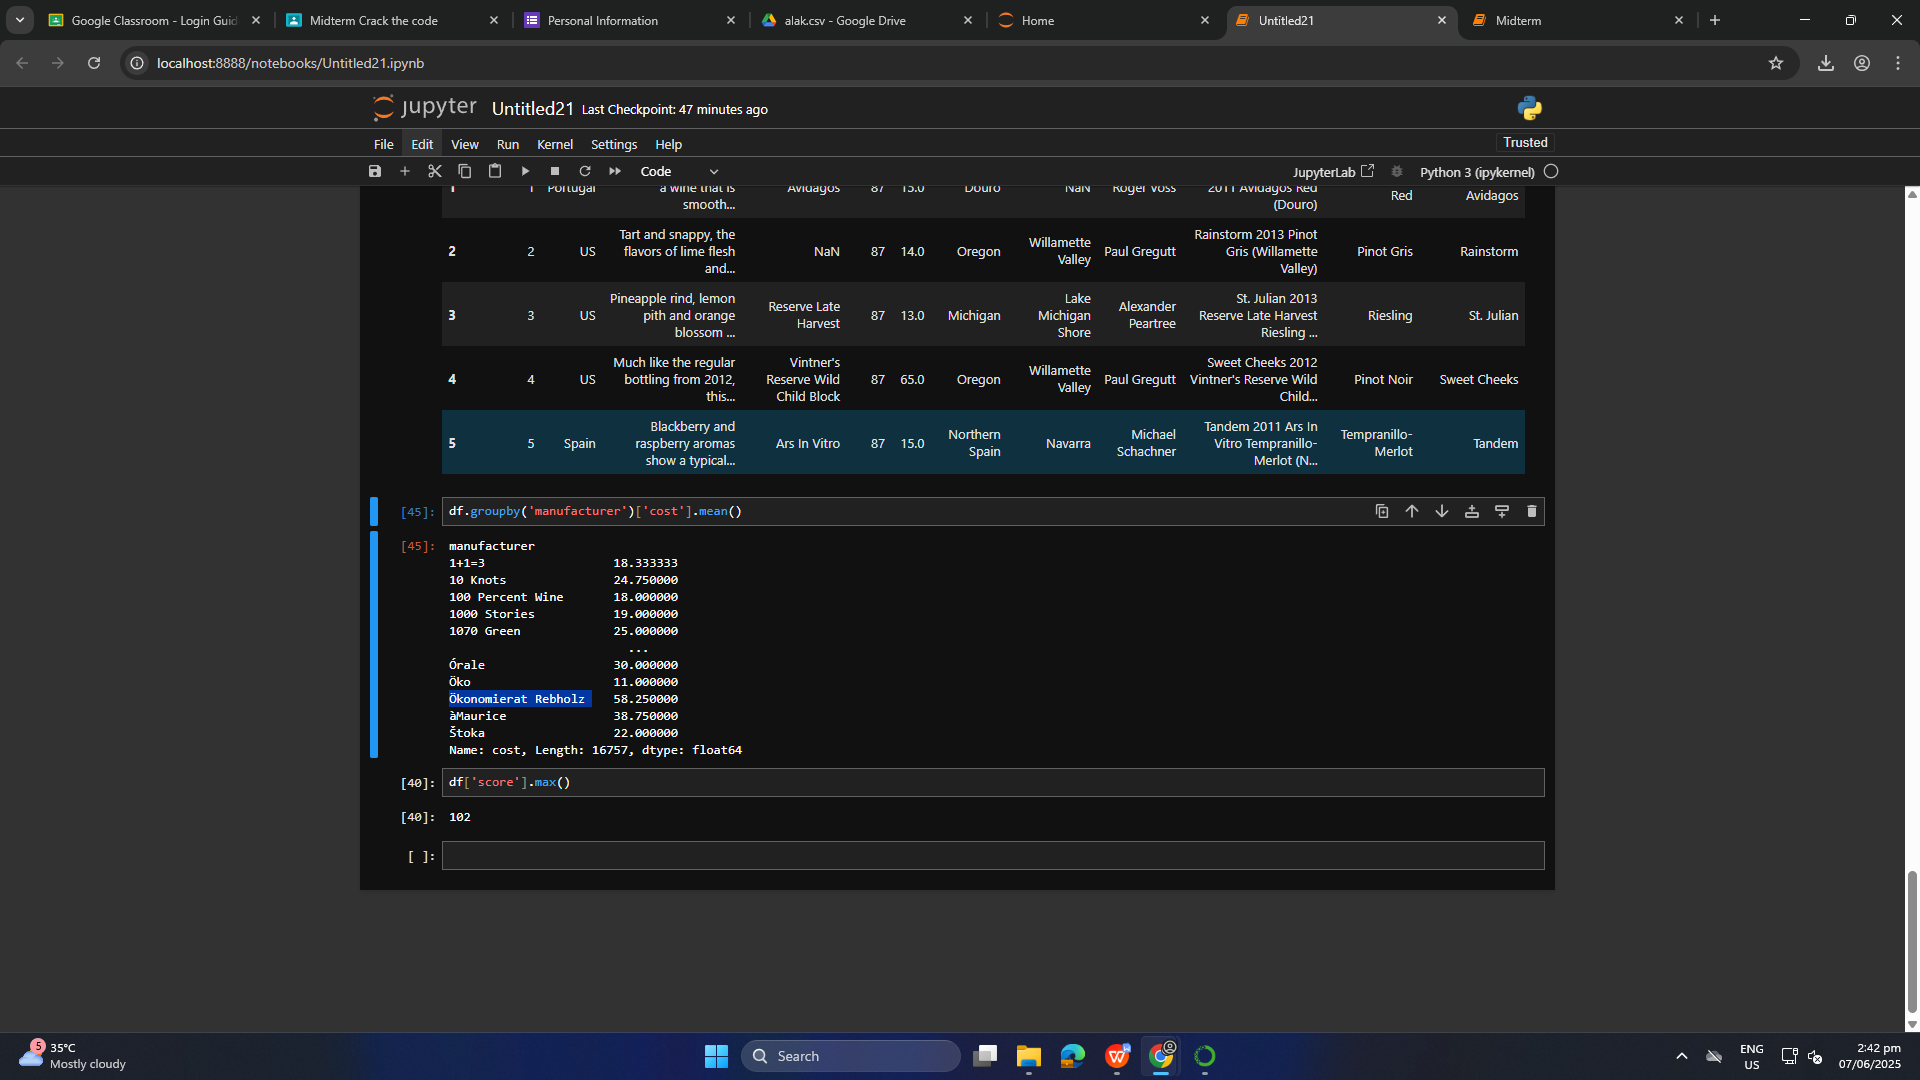 Google Classroom - Login Guid
Midterm Crack the code
Personal Information
alak.csv - Google Drive
Home
Untitled21
Midterm
localhost:8888/notebooks/Untitled21.ipynb
jupyter Untitled21 Last Checkpoint: 47 minutes ago
File Edit View Run Kernel Settings Help
Trusted
Code
JupyterLab
Python 3 (ipykernel)
1 1 Portugal a wine that is smooth... Avidagos 87 15.0 Douro NaN Roger Voss 2011 Avidagos Red (Douro) Red Avidagos
2 2 US Tart and snappy, the flavors of lime flesh and... NaN 87 14.0 Oregon Willamette Valley Paul Gregutt Rainstorm 2013 Pinot Gris (Willamette Valley) Pinot Gris Rainstorm
3 3 US Pineapple rind, lemon pith and orange blossom ... Reserve Late Harvest 87 13.0 Michigan Lake Michigan Shore Alexander Peartree St. Julian 2013 Reserve Late Harvest Riesling ... Riesling St. Julian
4 4 US Much like the regular bottling from 2012, this... Vintner's Reserve Wild Child Block 87 65.0 Oregon Willamette Valley Paul Gregutt Sweet Cheeks 2012 Vintner's Reserve Wild Child... Pinot Noir Sweet Cheeks
5 5 Spain Blackberry and raspberry aromas show a typical... Ars In Vitro 87 15.0 Northern Spain Navarra Michael Schachner Tandem 2011 Ars In Vitro Tempranillo-Merlot (N... Tempranillo-Merlot Tandem
[45]: df.groupby('manufacturer')['cost'].mean()
[45]: manufacturer
1+1=3 18.333333
10 Knots 24.750000
100 Percent Wine 18.000000
1000 Stories 19.000000
1070 Green 25.000000
...
Órale 30.000000
Öko 11.000000
Ökonomierat Rebholz 58.250000
àMaurice 38.750000
Štoka 22.000000
Name: cost, Length: 16757, dtype: float64
[40]: df['score'].max()
[40]: 102
[ ]:
5
35°C
Mostly cloudy
Search
ENG
US
2:42 pm
07/06/2025